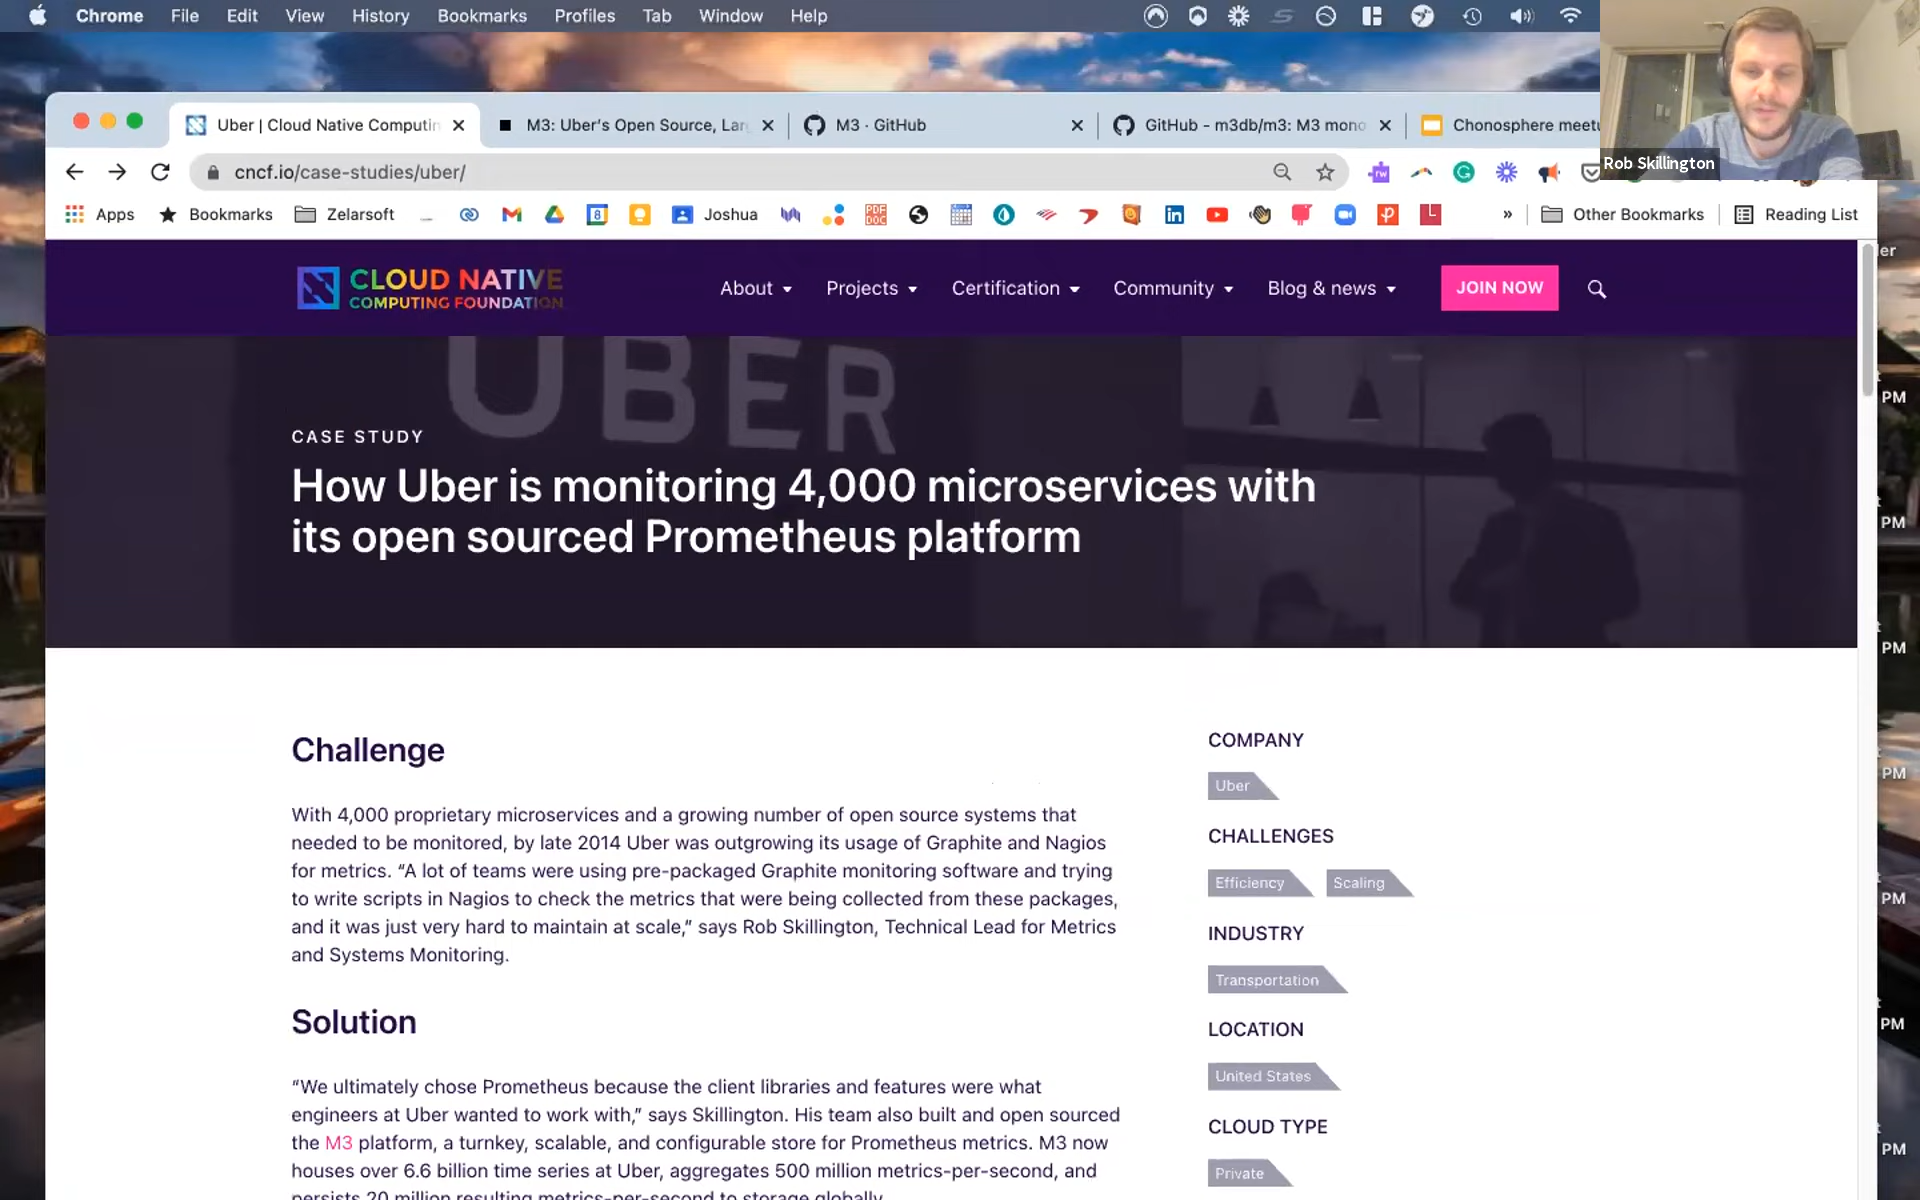 Chrome File Edit View History Bookmarks Profiles Tab Window Help
Uber | Cloud Native Computin
M3: Uber's Open Source, Lar
M3 · GitHub
GitHub - m3db/m3: M3 mono
Chonosphere meetu
Rob Skillington
cncf.io/case-studies/uber/
Apps Bookmarks Zelarsoft Joshua » Other Bookmarks Reading List
CLOUD NATIVE
COMPUTING FOUNDATION
About Projects Certification Community Blog & news JOIN NOW
UBER
CASE STUDY
How Uber is monitoring 4,000 microservices with
its open sourced Prometheus platform
Challenge
With 4,000 proprietary microservices and a growing number of open source systems that
needed to be monitored, by late 2014 Uber was outgrowing its usage of Graphite and Nagios
for metrics. “A lot of teams were using pre-packaged Graphite monitoring software and trying
to write scripts in Nagios to check the metrics that were being collected from these packages,
and it was just very hard to maintain at scale,” says Rob Skillington, Technical Lead for Metrics
and Systems Monitoring.
Solution
“We ultimately chose Prometheus because the client libraries and features were what
engineers at Uber wanted to work with,” says Skillington. His team also built and open sourced
the M3 platform, a turnkey, scalable, and configurable store for Prometheus metrics. M3 now
houses over 6.6 billion time series at Uber, aggregates 500 million metrics-per-second, and
persists 20 million resulting metrics-per-second to storage globally
COMPANY
Uber
CHALLENGES
Efficiency Scaling
INDUSTRY
Transportation
LOCATION
United States
CLOUD TYPE
Private
ler
PM
PM
PM
PM
PM
PM
PM